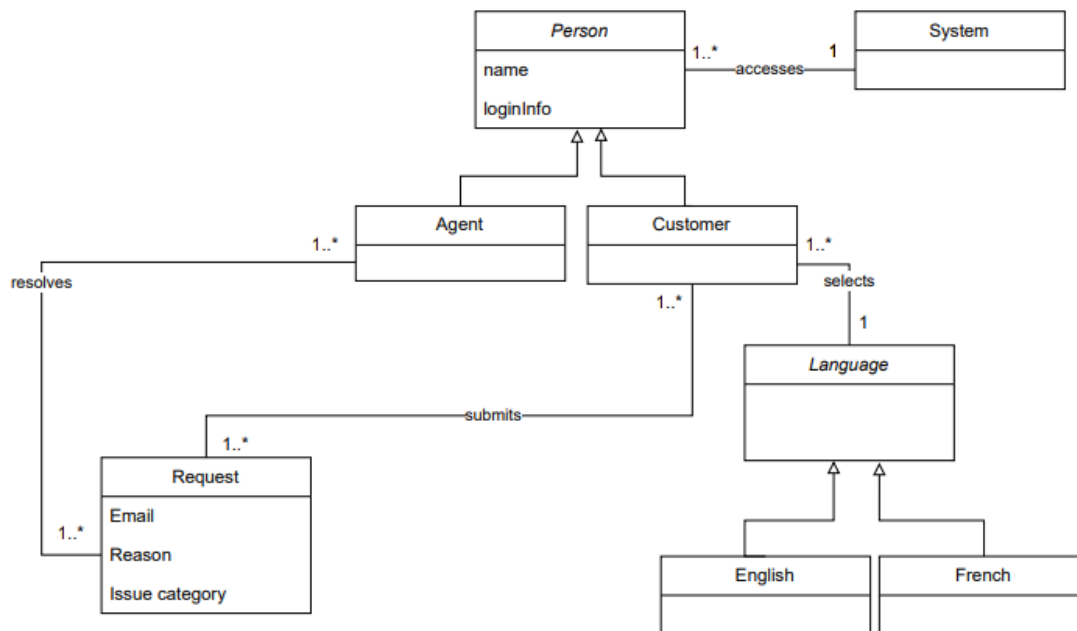 Person
name
loginInfo
1..*
accesses
1
System
Agent
1..*
resolves
Customer
1..*
selects
1
1..*
Language
submits
1..*
Request
Email
1..*
Reason
Issue category
English
French